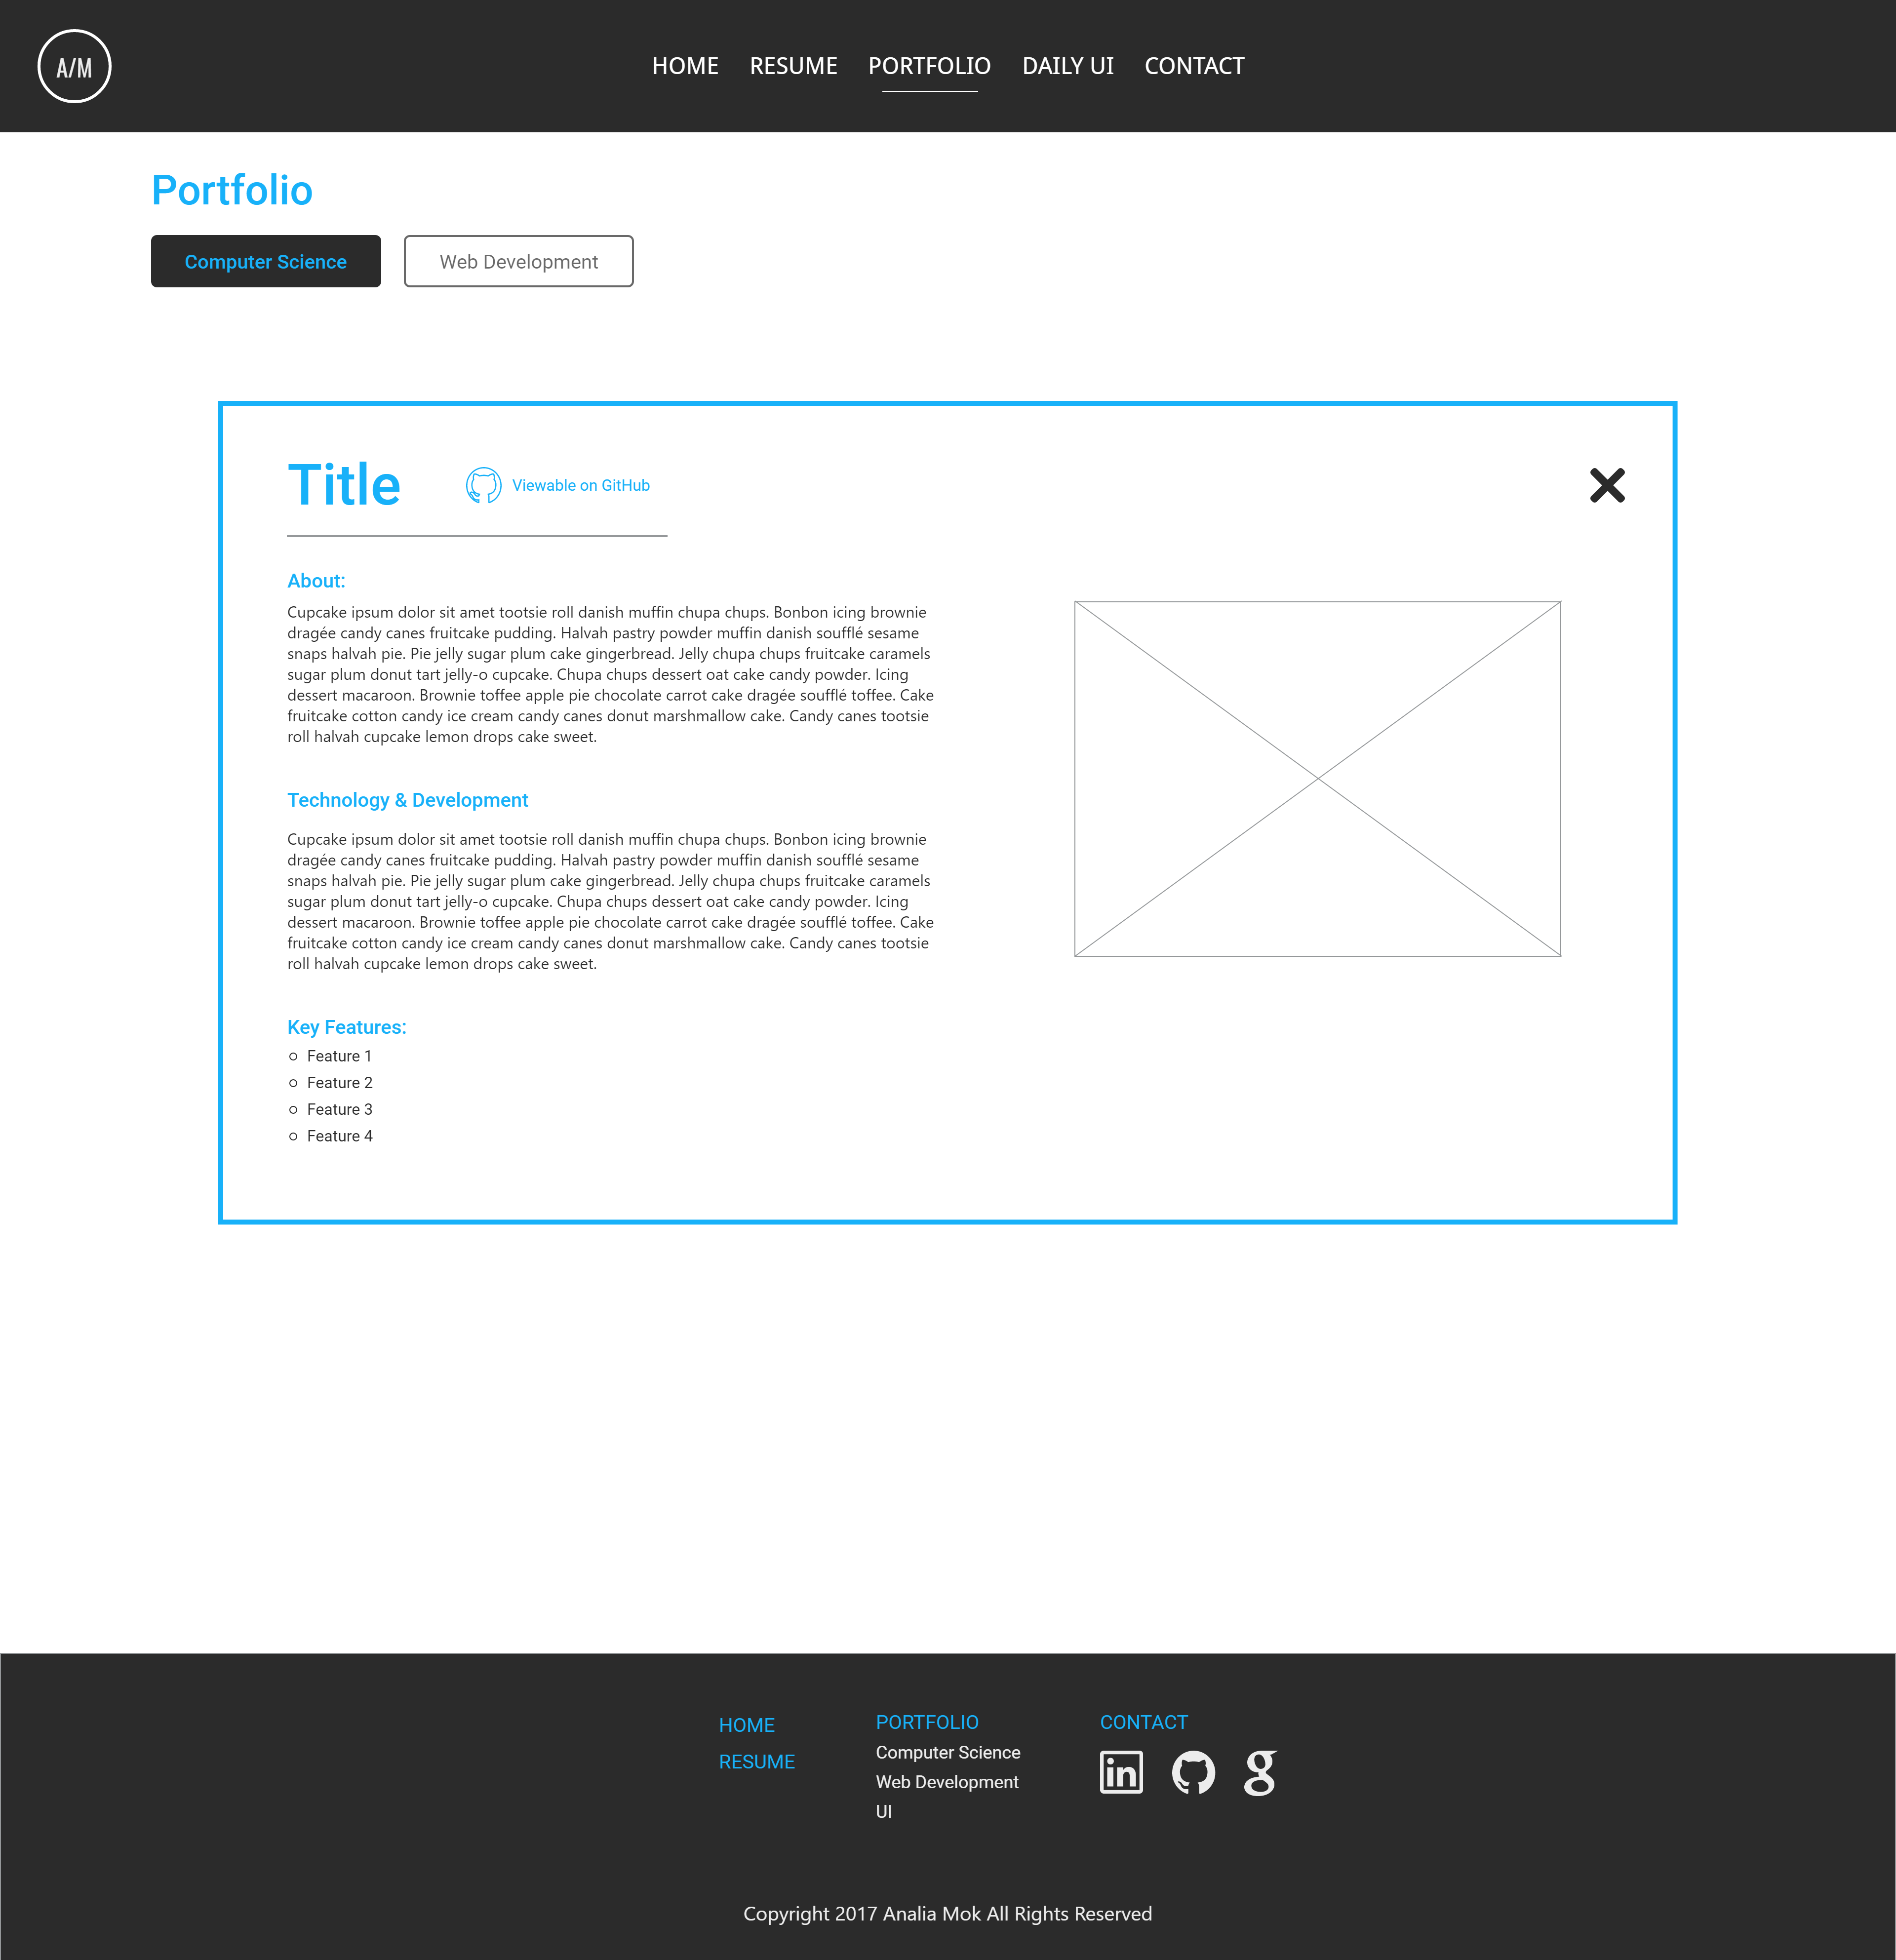 A/M
HOME RESUME PORTFOLIO DAILY UI CONTACT
Portfolio
Computer Science Web Development
Title
Viewable on GitHub
About:
Cupcake ipsum dolor sit amet tootsie roll danish muffin chupa chups. Bonbon icing brownie
dragée candy canes fruitcake pudding. Halvah pastry powder muffin danish soufflé sesame
snaps halvah pie. Pie jelly sugar plum cake gingerbread. Jelly chupa chups fruitcake caramels
sugar plum donut tart jelly-o cupcake. Chupa chups dessert oat cake candy powder. Icing
dessert macaroon. Brownie toffee apple pie chocolate carrot cake dragée soufflé toffee. Cake
fruitcake cotton candy ice cream candy canes donut marshmallow cake. Candy canes tootsie
roll halvah cupcake lemon drops cake sweet.
Technology & Development
Cupcake ipsum dolor sit amet tootsie roll danish muffin chupa chups. Bonbon icing brownie
dragée candy canes fruitcake pudding. Halvah pastry powder muffin danish soufflé sesame
snaps halvah pie. Pie jelly sugar plum cake gingerbread. Jelly chupa chups fruitcake caramels
sugar plum donut tart jelly-o cupcake. Chupa chups dessert oat cake candy powder. Icing
dessert macaroon. Brownie toffee apple pie chocolate carrot cake dragée soufflé toffee. Cake
fruitcake cotton candy ice cream candy canes donut marshmallow cake. Candy canes tootsie
roll halvah cupcake lemon drops cake sweet.
Key Features:
Feature 1
Feature 2
Feature 3
Feature 4
HOME
RESUME
PORTFOLIO
Computer Science
Web Development
UI
CONTACT
in g
Copyright 2017 Analia Mok All Rights Reserved